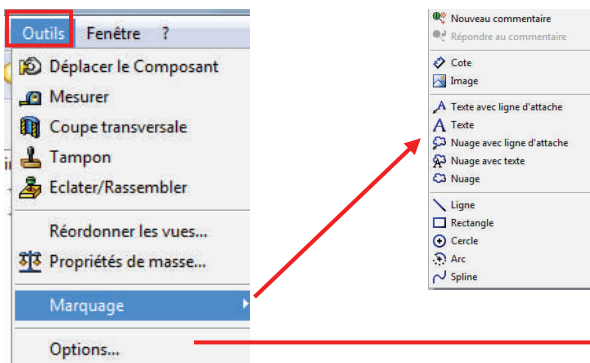 Outils Fenêtre ?
Déplacer le Composant
Mesurer
Coupe transversale
Tampon
Eclater/Rassembler
Réordonner les vues...
Propriétés de masse...
Marquage
Options...
Nouveau commentaire
Répondre au commentaire
Cote
Image
Texte avec ligne d'attache
Texte
Nuage avec ligne d'attache
Nuage avec texte
Nuage
Ligne
Rectangle
Cercle
Arc
Spline